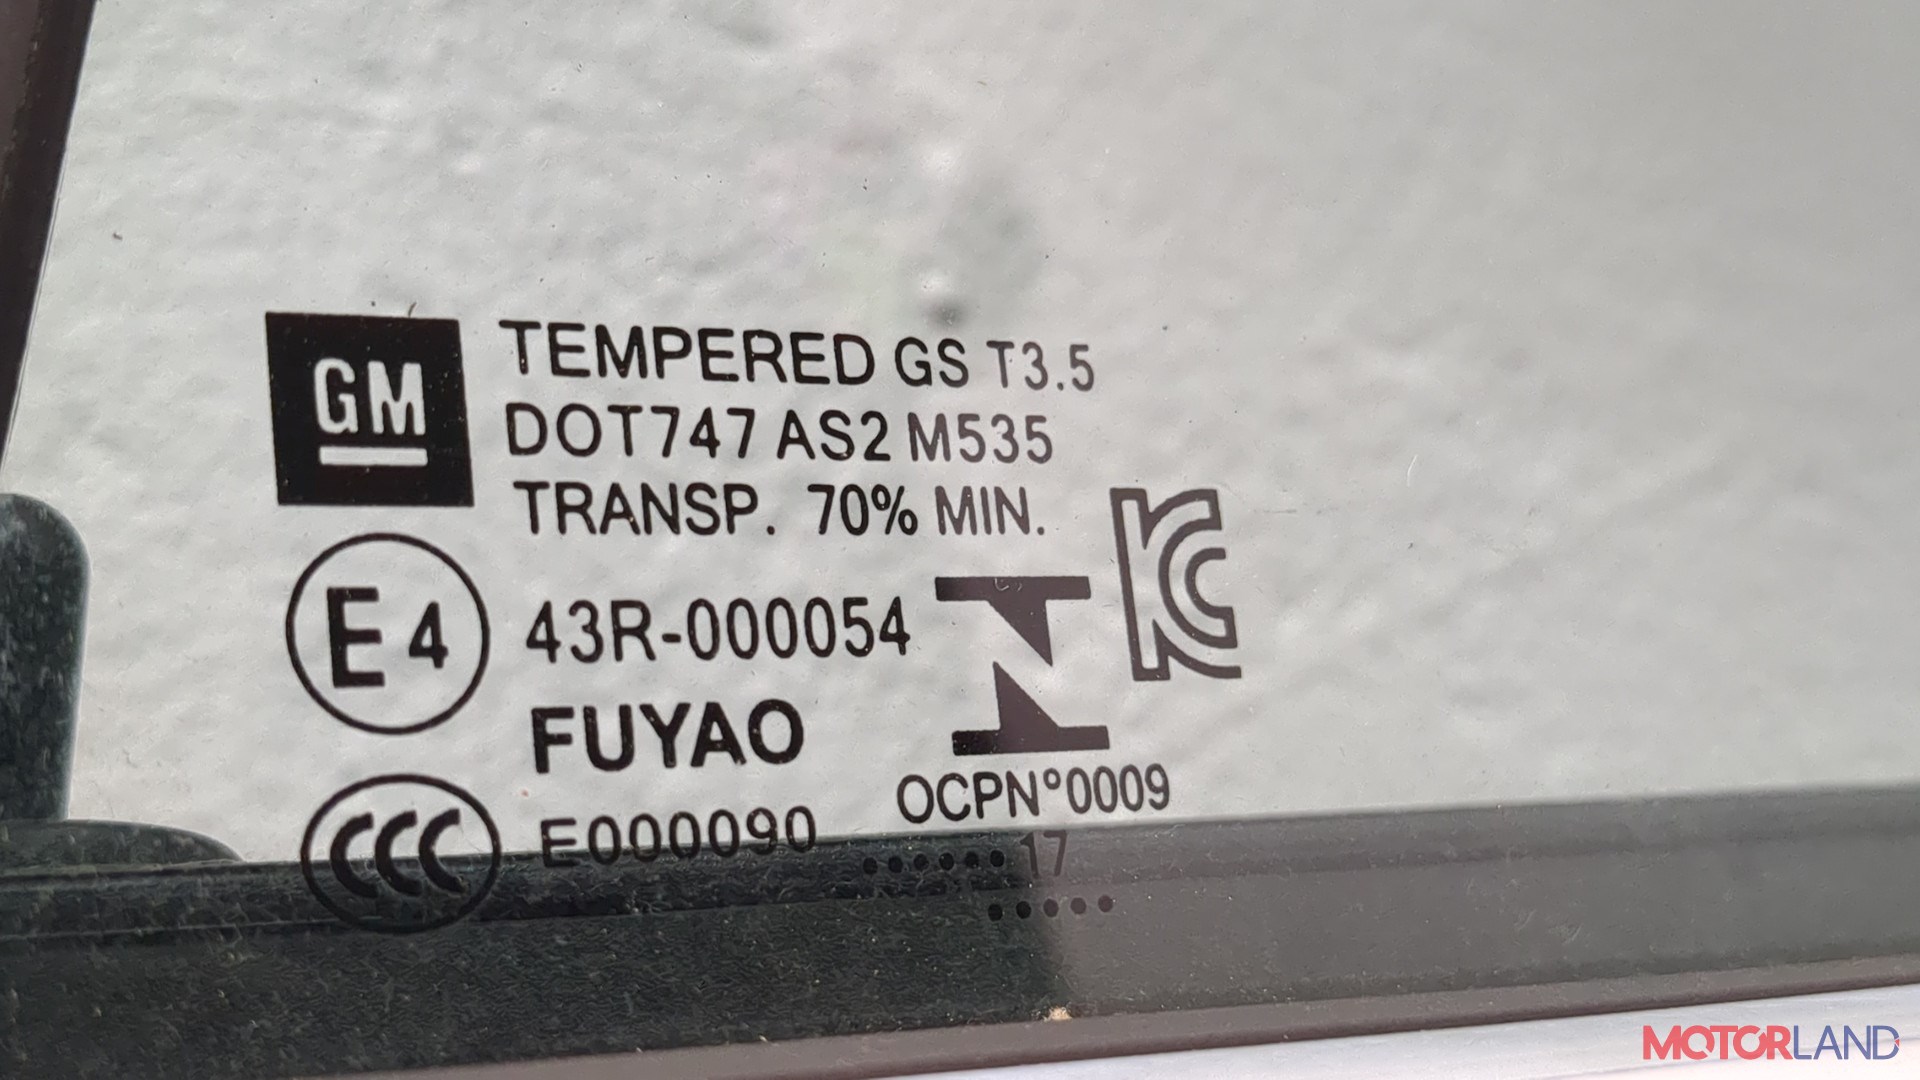 GM
TEMPERED GS T3.5
DOT747 AS2 M535
TRANSP. 70% MIN.
E4
43R-000054
FUYAO
CCC
E000090
OCPN°0009
•••••• 17
•••••
MOTORLAND